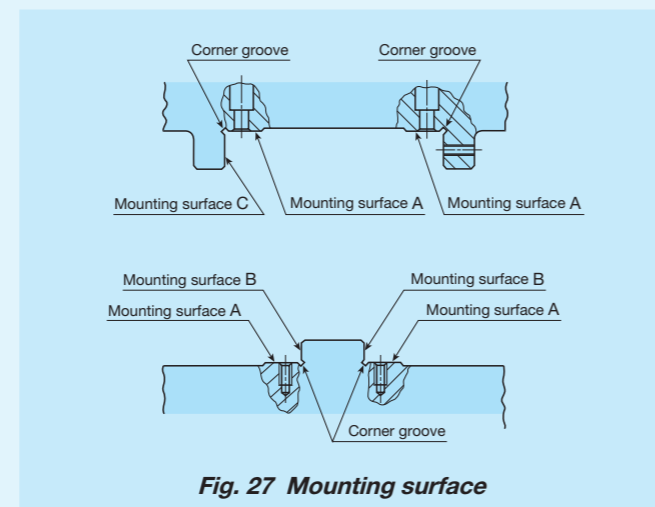 Corner groove
Corner groove
Mounting surface C
Mounting surface A
Mounting surface A
Mounting surface B
Mounting surface B
Mounting surface A
Mounting surface A
Corner groove
Fig. 27 Mounting surface